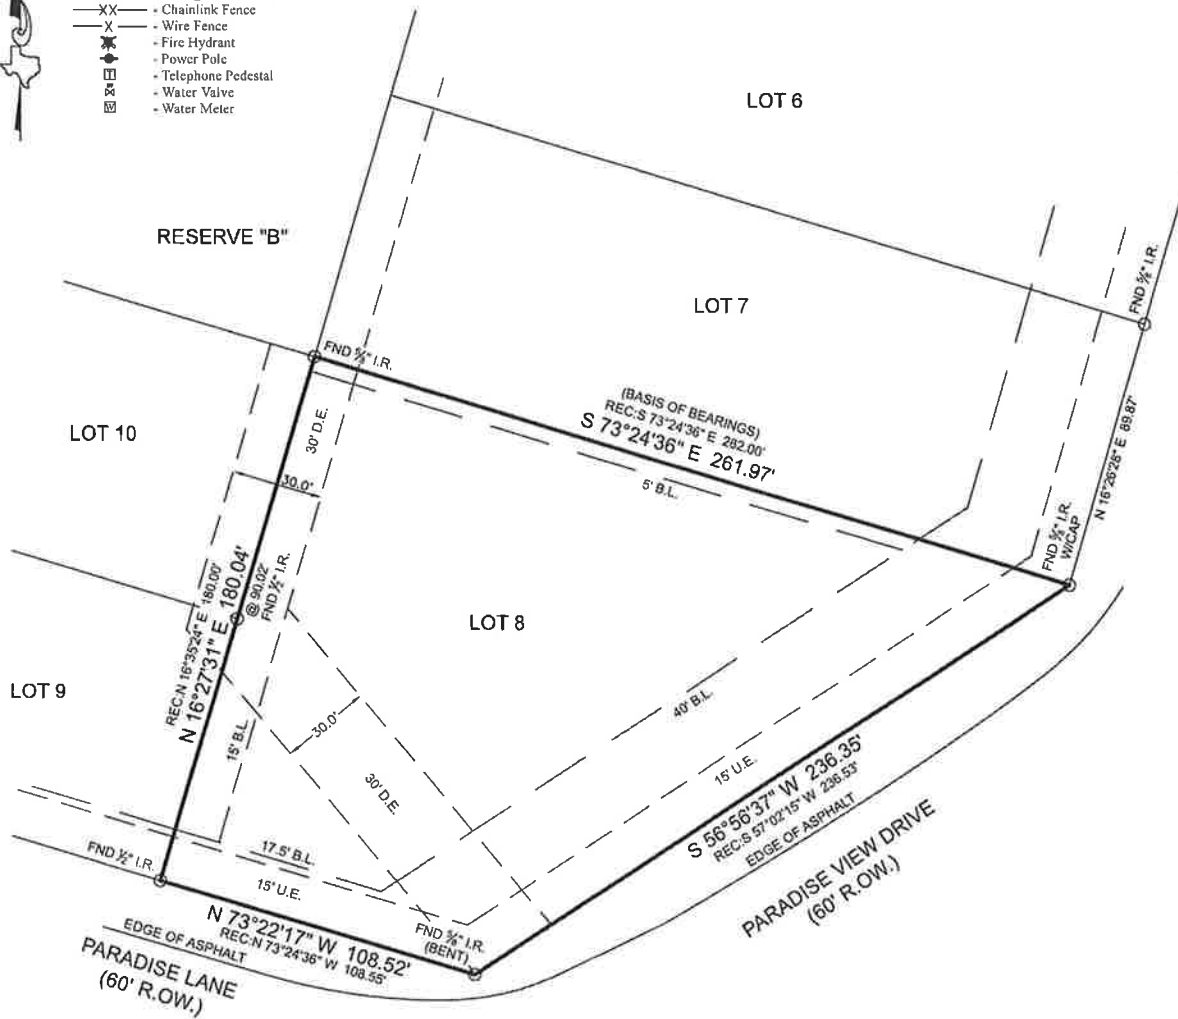 XX - Chainlink Fence
X - Wire Fence
- Fire Hydrant
- Power Pole
T - Telephone Pedestal
- Water Valve
W - Water Meter
LOT 6
RESERVE "B"
LOT 7
FND ⅝" I.R.
FND ⅝" I.R.
(BASIS OF BEARINGS)
REC:S 73°24'36" E 262.00'
S 73°24'36" E 261.97'
5' B.L.
N 16°26'28" E 89.87'
FND ⅝" I.R.
W/CAP
LOT 10
30' D.E.
30.0'
REC:N 16°35'24" E 180.00'
N 16°27'31" E 180.04'
@ 90.02'
FND ½" I.R.
LOT 8
LOT 9
15' B.L.
30.0'
30' D.E.
40' B.L.
15' U.E.
S 56°56'37" W 236.35'
REC:S 57°02'15" W 236.53'
EDGE OF ASPHALT
PARADISE VIEW DRIVE
(60' R.OW.)
FND ½" I.R.
17.5' B.L.
15' U.E.
N 73°22'17" W 108.52'
REC:N 73°24'36" W 108.55'
FND ⅝" I.R.
(BENT)
EDGE OF ASPHALT
PARADISE LANE
(60' R.OW.)